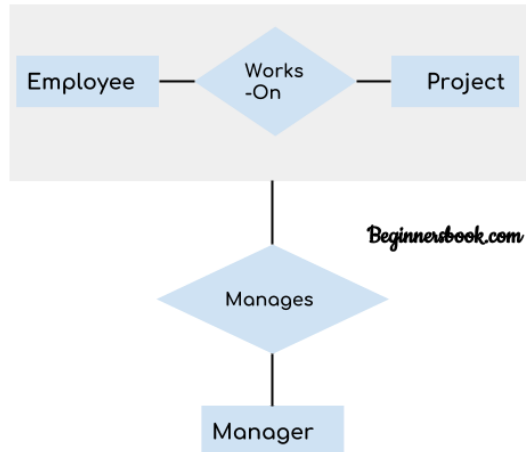 Employee
Works
-On
Project
Beginnersbook.com
Manages
Manager